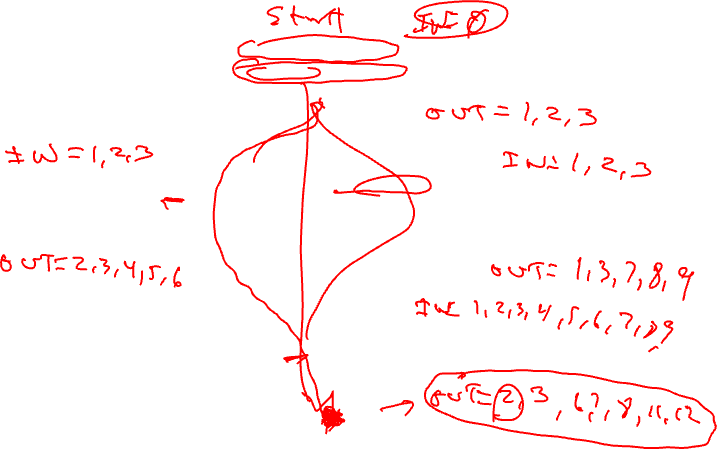 Start IN= ∅
OUT=1,2,3
IN=1,2,3
IN=1,2,3
OUT=2,3,4,5,6
OUT=1,3,7,8,9
IN=1,2,3,4,5,6,7,8,9
OUT=2,3,6,7,8,11,12